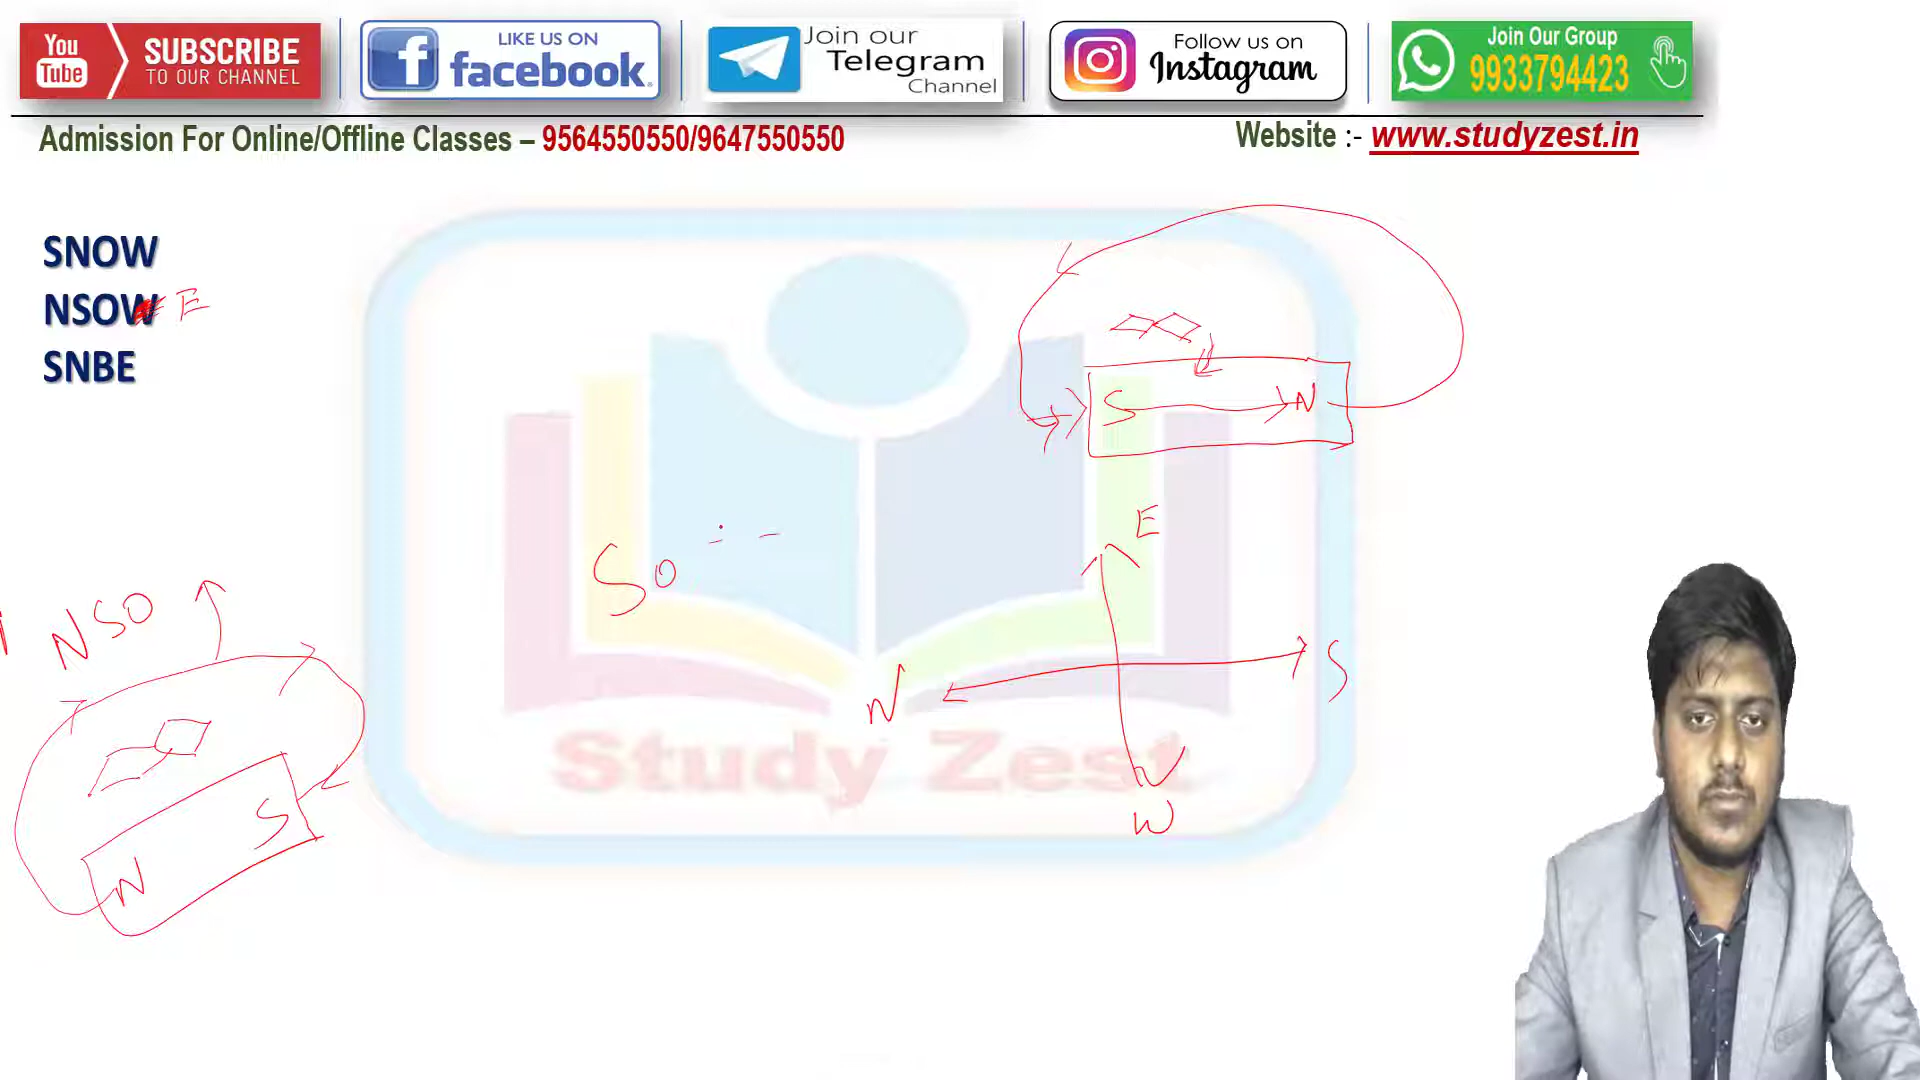 You Tube SUBSCRIBE TO OUR CHANNEL
LIKE US ON facebook.
Join our Telegram Channel
Follow us on Instagram
Join Our Group 9933794423
Admission For Online/Offline Classes – 9564550550/9647550550
Website :- www.studyzest.in
SNOW
NSOW E
SNBE
S N
E
So
NSO
N S
Study Zest
W
N S